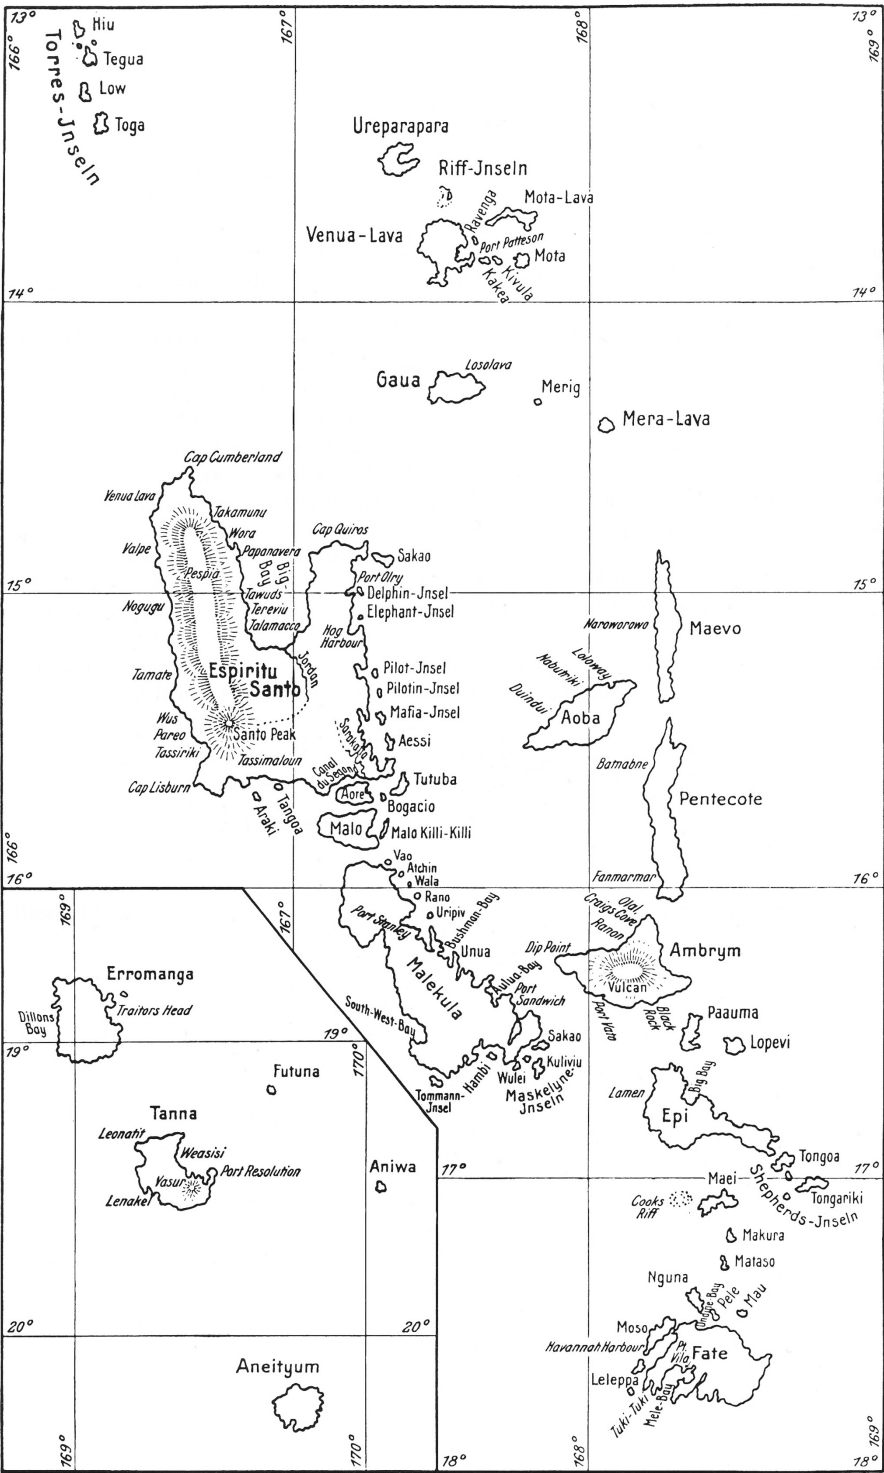 13°
166°
167°
168°
13°
169°
Hiu
Tegua
Low
Toga
Torres-Jnseln
Ureparapara
Riff-Jnseln
Mota-Lava
Ravenga
Venua-Lava
Port Patteson
Mota
Kivula
Kakea
14°
14°
Losolava
Gaua
Merig
Mera-Lava
Cap Cumberland
Venua Lava
Takamunu
Wora
Cap Quiros
Valpe
Papanavera
Big-
Bay
Sakao
Pespia
Port Olry
15°
15°
Delphin-Jnsel
Tawuds
Nogugu
Tereviu
Elephant-Jnsel
Talamacco
Hog
Harbour
Naroworowo
Maevo
Jordan
Loloway
Nabutriki
Duindui
Tamate
Espiritu
Santo
Pilot-Jnsel
Pilotin-Jnsel
Aoba
Wus
Pareo
Mafia-Jnsel
Santo Peak
Sarakatta
Tassiriki
Aessi
Tassimaloun
Batnabne
Canal
du Segond
Cap Lisburn
Tutuba
Tangoa
Araki
Aore
Bogacio
Pentecote
Malo
Malo Killi-Killi
166°
Vao
Atchin
16°
Wala
Fanmarmar
16°
Rano
Uripiv
Olal
Craigs Cove
Ranon
169°
167°
Port Stanley
Bushman-Bay
Unua
Dip Point
Ambrym
Malekula
Aulua-Bay
Port
Sandwich
Vulcan
Erromanga
Traitors Head
Dillons
Bay
South-West-Bay
Port Vato
Black
Rock
Paauma
Sakao
Lopevi
19°
19°
170°
Kuliviu
Hambi
Wulei
Maskelyne-
Jnseln
Tommann-
Jnsel
Big Bay
Lamen
Epi
Futuna
Tanna
Leonatit
Weasisi
Port Resolution
Yasur
Lenakel
Aniwa
Tongoa
17°
17°
Maei
Shepherds-Jnseln
Tongariki
Cooks
Riff
Makura
Mataso
Nguna
Undine-Bay
Pele
Mau
20°
20°
Moso
Havannah Harbour
Pt.
Vila
Fate
Leleppa
Tuki-Tuki
Mele-Bay
Aneityum
169°
170°
18°
168°
18°
169°